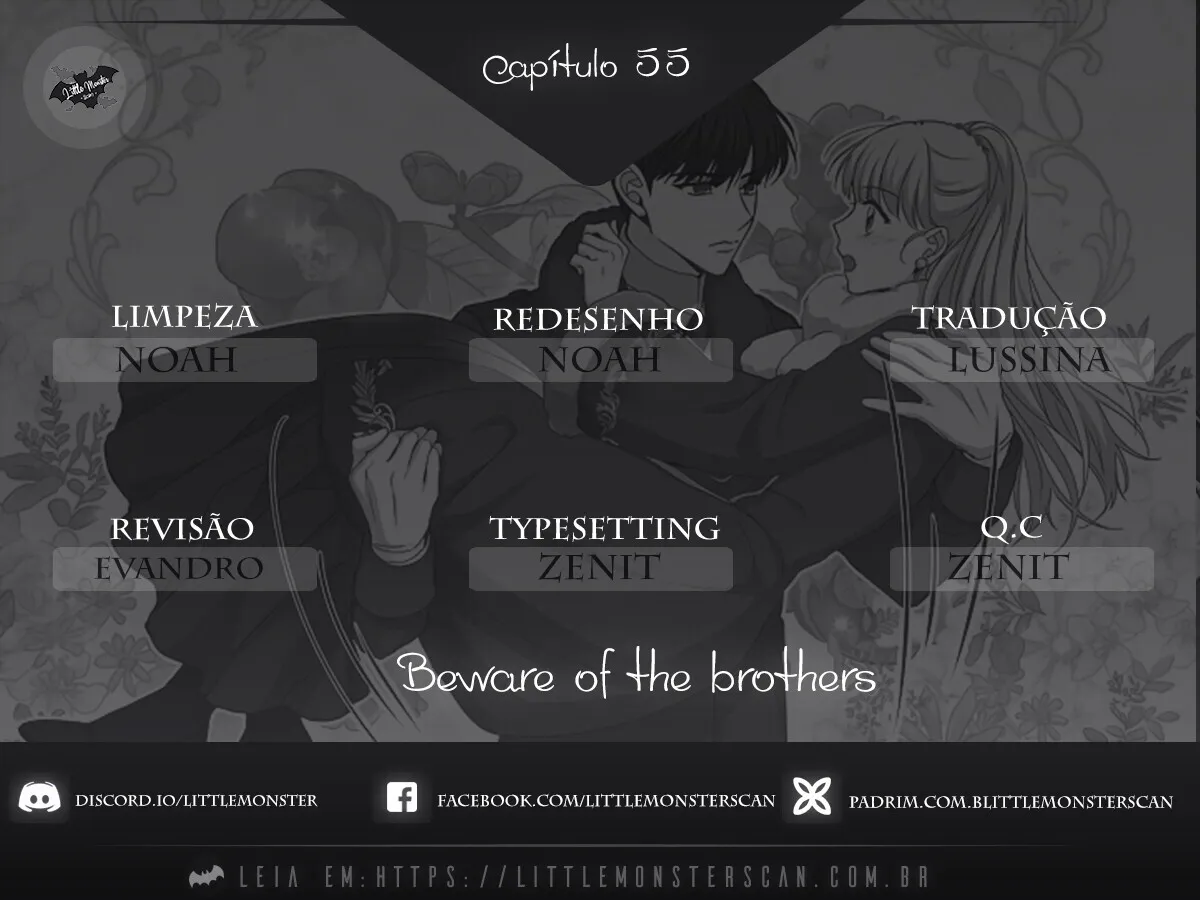 Capítulo 55
Little Monster
LIMPEZA
NOAH
REDESENHO
NOAH
TRADUÇÃO
LUSSINA
REVISÃO
EVANDRO
TYPESETTING
ZENIT
Q.C
ZENIT
Beware of the brothers
DISCORD.IO/LITTLEMONSTER
FACEBOOK.COM/LITTLEMONSTERSCAN
PADRIM.COM.BLITTLEMONSTERSCAN
LEIA EM:HTTPS://LITTLEMONSTERSCAN.COM.BR